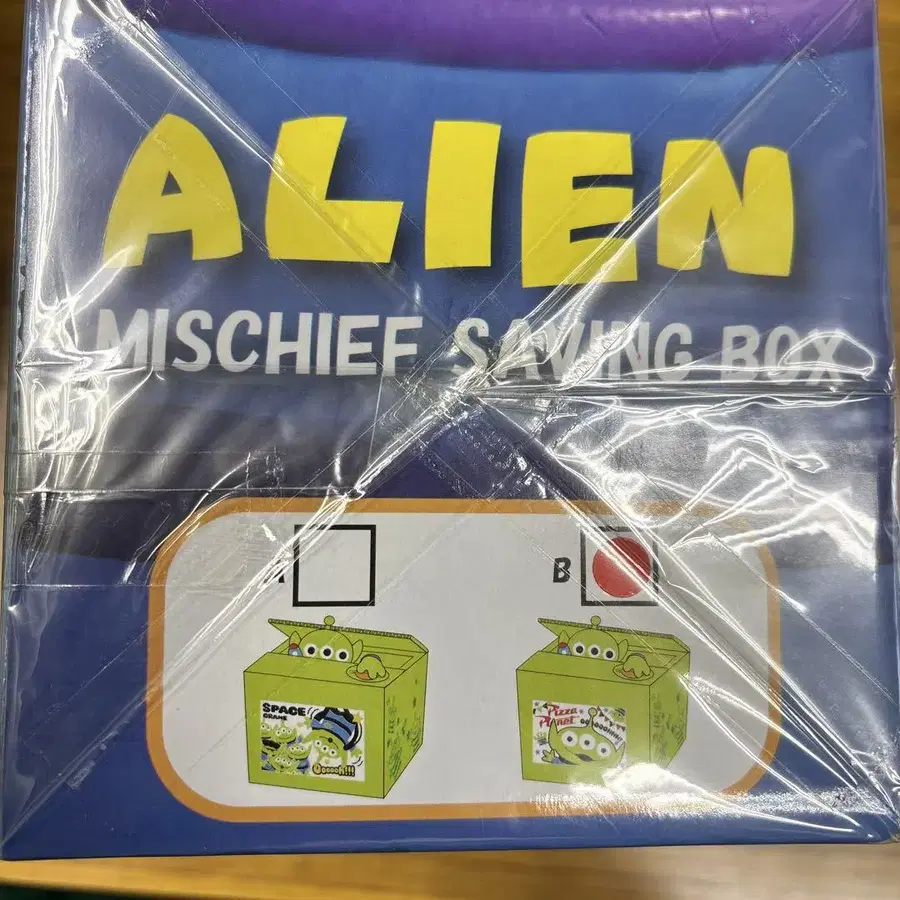 ALIEN
MISCHIEF SAVING BOX
A
B
SPACE
CRANE
Oooooh!!!
Pizza
Planet